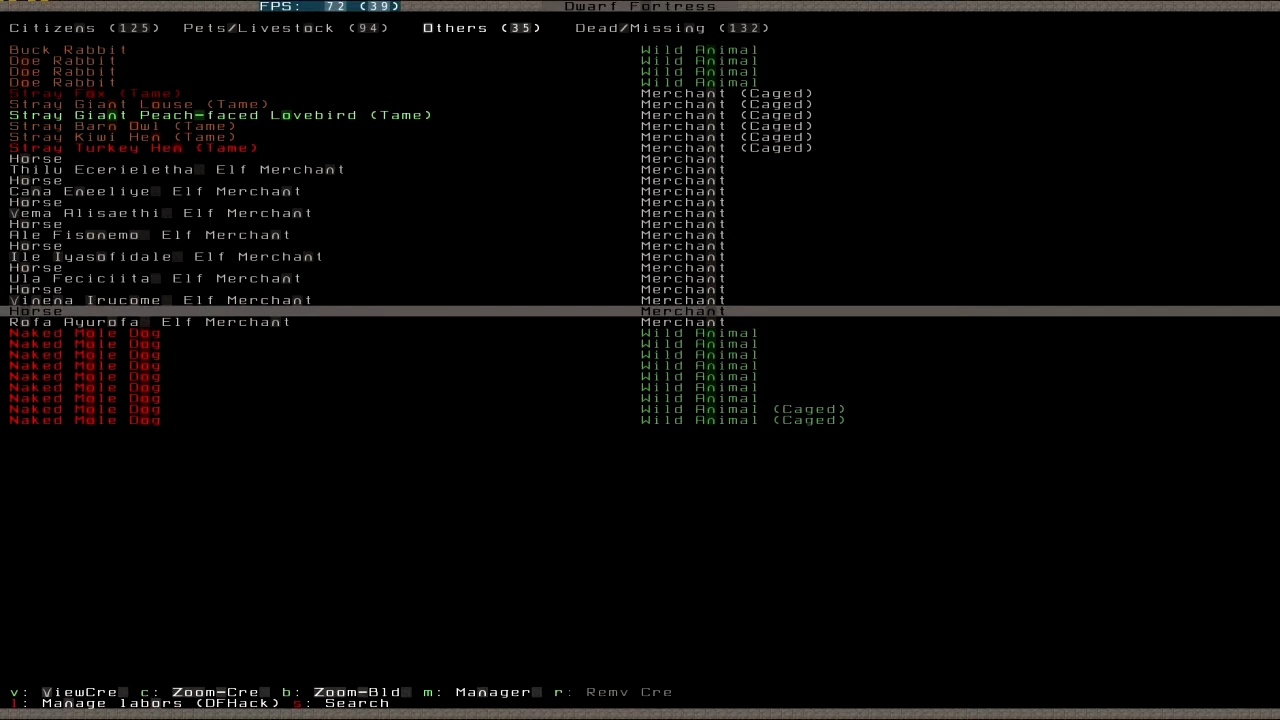 FPS: 72 (39) Dwarf Fortress
Citizens (125) Pets/Livestock (94) Others (35) Dead/Missing (132)
Buck Rabbit Wild Animal
Doe Rabbit Wild Animal
Doe Rabbit Wild Animal
Doe Rabbit Wild Animal
Stray Fox (Tame) Merchant (Caged)
Stray Giant Louse (Tame) Merchant (Caged)
Stray Giant Peach-faced Lovebird (Tame) Merchant (Caged)
Stray Barn Owl (Tame) Merchant (Caged)
Stray Kiwi Hen (Tame) Merchant (Caged)
Stray Turkey Hen (Tame) Merchant (Caged)
Horse Merchant
Thilu Ecerieletha Elf Merchant Merchant
Horse Merchant
Cana Eneeliye Elf Merchant Merchant
Horse Merchant
Vema Alisaethi Elf Merchant Merchant
Horse Merchant
Ale Fisonemo Elf Merchant Merchant
Horse Merchant
Ile Iyasofidale Elf Merchant Merchant
Horse Merchant
Ula Feciciita Elf Merchant Merchant
Horse Merchant
Vinena Irucome Elf Merchant Merchant
Horse Merchant
Rofa Ayurofa Elf Merchant Merchant
Naked Mole Dog Wild Animal
Naked Mole Dog Wild Animal
Naked Mole Dog Wild Animal
Naked Mole Dog Wild Animal
Naked Mole Dog Wild Animal
Naked Mole Dog Wild Animal
Naked Mole Dog Wild Animal
Naked Mole Dog Wild Animal (Caged)
Naked Mole Dog Wild Animal (Caged)
v: ViewCre c: Zoom-Cre b: Zoom-Bld m: Manager r: Remv Cre
l: Manage labors (DFHack) s: Search